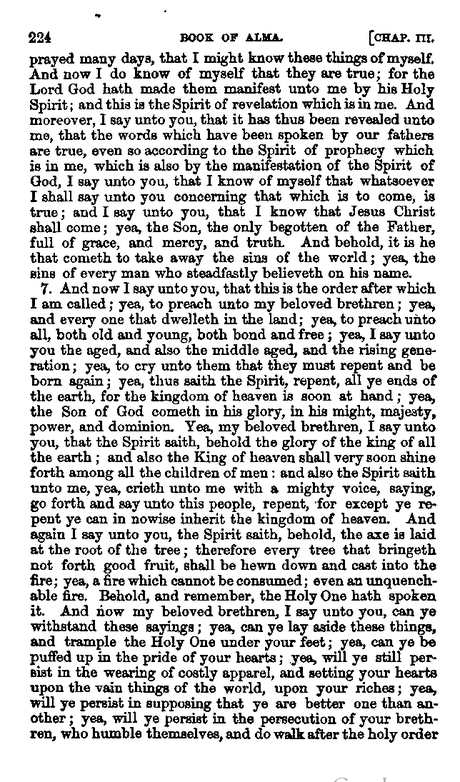 224 BOOK OF ALMA. [CHAP. III.
prayed many days, that I might know these things of myself.
And now I do know of myself that they are true; for the
Lord God hath made them manifest unto me by his Holy
Spirit; and this is the Spirit of revelation which is in me. And
moreover, I say unto you, that it has thus been revealed unto
me, that the words which have been spoken by our fathers
are true, even so according to the Spirit of prophecy which
is in me, which is also by the manifestation of the Spirit of
God, I say unto you, that I know of myself that whatsoever
I shall say unto you concerning that which is to come, is
true; and I say unto you, that I know that Jesus Christ
shall come; yea, the Son, the only begotten of the Father,
full of grace, and mercy, and truth. And behold, it is he
that cometh to take away the sins of the world; yea, the
sins of every man who steadfastly believeth on his name.
7. And now I say unto you, that this is the order after which
I am called; yea, to preach unto my beloved brethren; yea,
and every one that dwelleth in the land; yea, to preach unto
all, both old and young, both bond and free; yea, I say unto
you the aged, and also the middle aged, and the rising gene-
ration; yea, to cry unto them that they must repent and be
born again; yea, thus saith the Spirit, repent, all ye ends of
the earth, for the kingdom of heaven is soon at hand; yea,
the Son of God cometh in his glory, in his might, majesty,
power, and dominion. Yea, my beloved brethren, I say unto
you, that the Spirit saith, behold the glory of the king of all
the earth; and also the King of heaven shall very soon shine
forth among all the children of men: and also the Spirit saith
unto me, yea, crieth unto me with a mighty voice, saying,
go forth and say unto this people, repent, for except ye re-
pent ye can in nowise inherit the kingdom of heaven. And
again I say unto you, the Spirit saith, behold, the axe is laid
at the root of the tree; therefore every tree that bringeth
not forth good fruit, shall be hewn down and cast into the
fire; yea, a fire which cannot be consumed; even an unquench-
able fire. Behold, and remember, the Holy One hath spoken
it. And now my beloved brethren, I say unto you, can ye
withstand these sayings; yea, can ye lay aside these things,
and trample the Holy One under your feet; yea, can ye be
puffed up in the pride of your hearts; yea, will ye still per-
sist in the wearing of costly apparel, and setting your hearts
upon the vain things of the world, upon your riches; yea,
will ye persist in supposing that ye are better one than an-
other; yea, will ye persist in the persecution of your breth-
ren, who humble themselves, and do walk after the holy order